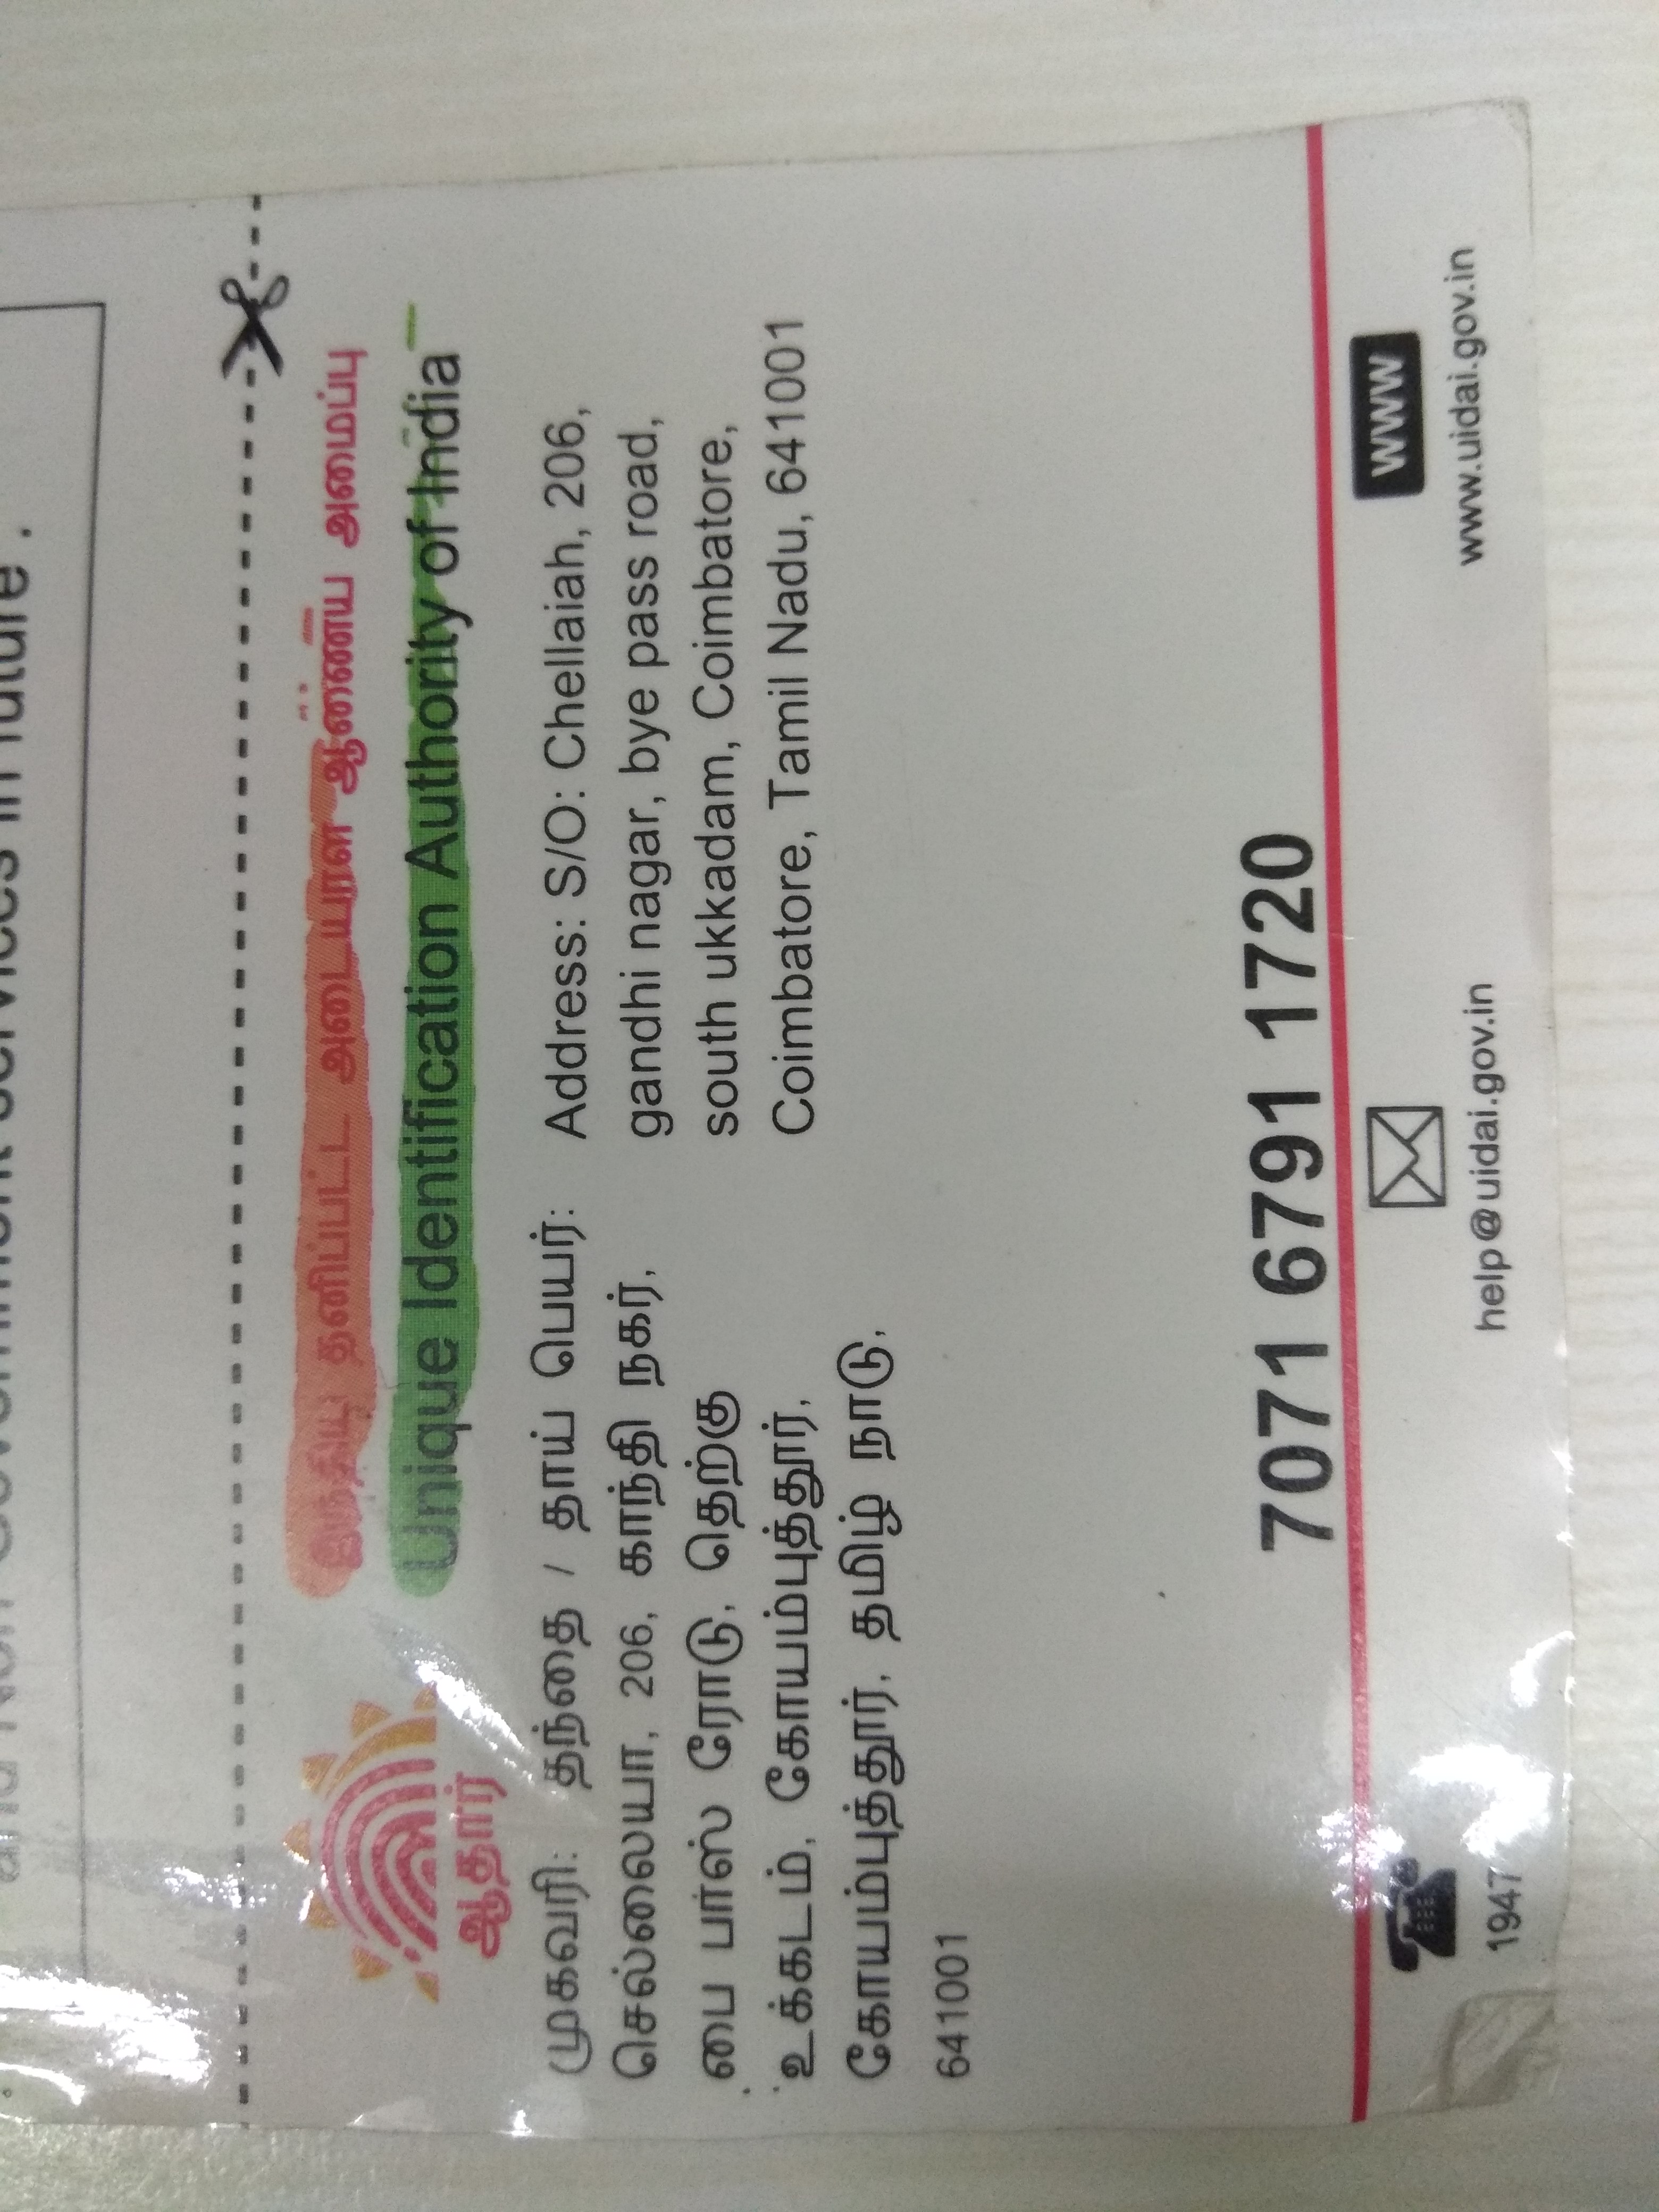 இந்திய தனிப்பட்ட அடையாள ஆணைய அமைப்பு
Unique Identification Authority of India
ஆதார்
முகவரி: தந்தை / தாய் பெயர்:
செல்லையா, 206, காந்தி நகர்,
பை பாஸ் ரோடு, தெற்கு
உக்கடம், கோயம்புத்தூர்,
கோயம்புத்தூர், தமிழ் நாடு,
641001
Address: S/O: Chellaiah, 206,
gandhi nagar, bye pass road,
south ukkadam, Coimbatore,
Coimbatore, Tamil Nadu, 641001
7071 6791 1720
1947
help@uidai.gov.in
WWW
www.uidai.gov.in